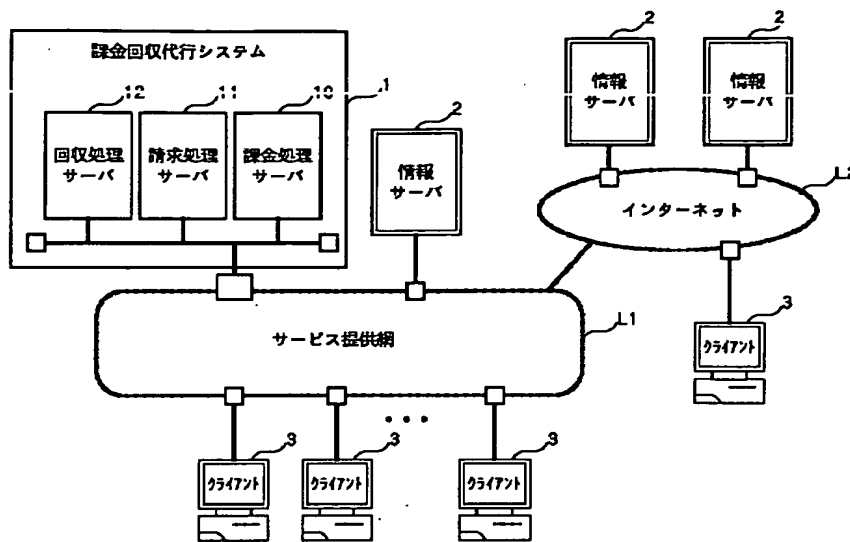 課金回収代行システム
1
12
11
10
回収処理
サーバ
請求処理
サーバ
課金処理
サーバ
2
情報
サーバ
2
情報
サーバ
2
情報
サーバ
L2
インターネット
L1
サービス提供網
3
クライアント
3
クライアント
3
クライアント
・・・
3
クライアント